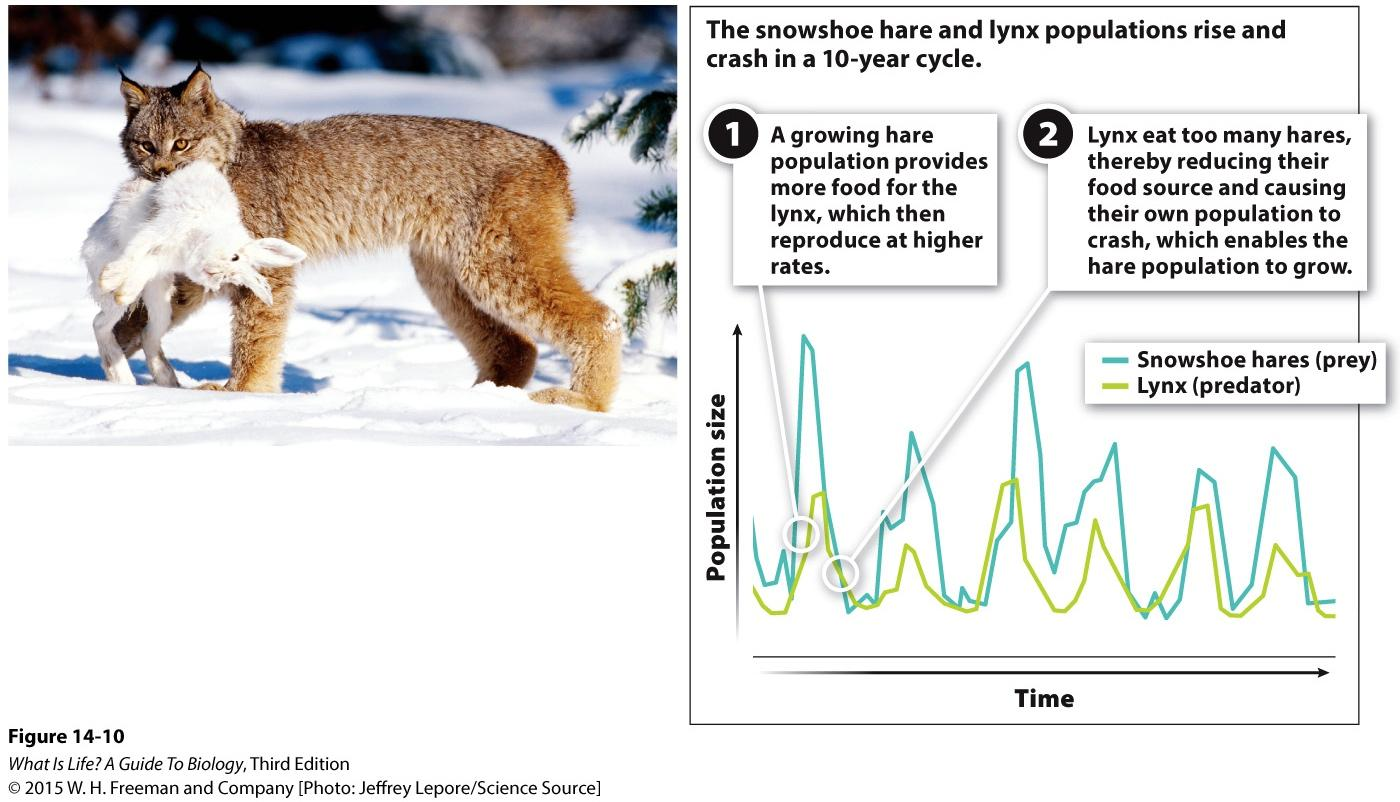 The snowshoe hare and lynx populations rise and
crash in a 10-year cycle.
1
A growing hare
population provides
more food for the
lynx, which then
reproduce at higher
rates.
2
Lynx eat too many hares,
thereby reducing their
food source and causing
their own population to
crash, which enables the
hare population to grow.
Snowshoe hares (prey)
Lynx (predator)
Population size
Time
Figure 14-10
What Is Life? A Guide To Biology, Third Edition
© 2015 W. H. Freeman and Company [Photo: Jeffrey Lepore/Science Source]